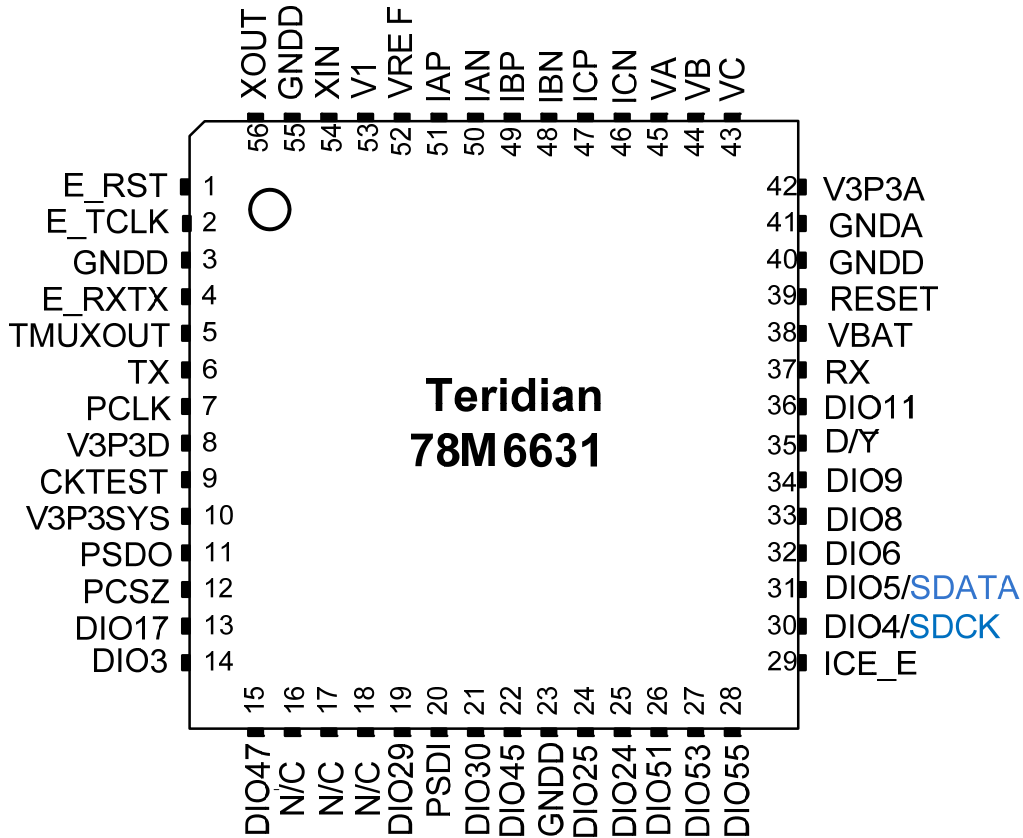 XOUT
GNDD
XIN
V1
VRE F
IAP
IAN
IBP
IBN
ICP
ICN
VA
VB
VC
56
55
54
53
52
51
50
49
48
47
46
45
44
43
E_RST 1
E_TCLK 2
GNDD 3
E_RXTX 4
TMUXOUT 5
TX 6
PCLK 7
V3P3D 8
CKTEST 9
V3P3SYS 10
PSDO 11
PCSZ 12
DIO17 13
DIO3 14
Teridian
78M6631
42 V3P3A
41 GNDA
40 GNDD
39 RESET
38 VBAT
37 RX
36 DIO11
35 D/Y
34 DIO9
33 DIO8
32 DIO6
31 DIO5/SDATA
30 DIO4/SDCK
29 ICE_E
15
16
17
18
19
20
21
22
23
24
25
26
27
28
DIO47
N/C
N/C
N/C
DIO29
PSDI
DIO30
DIO45
GNDD
DIO25
DIO24
DIO51
DIO53
DIO55